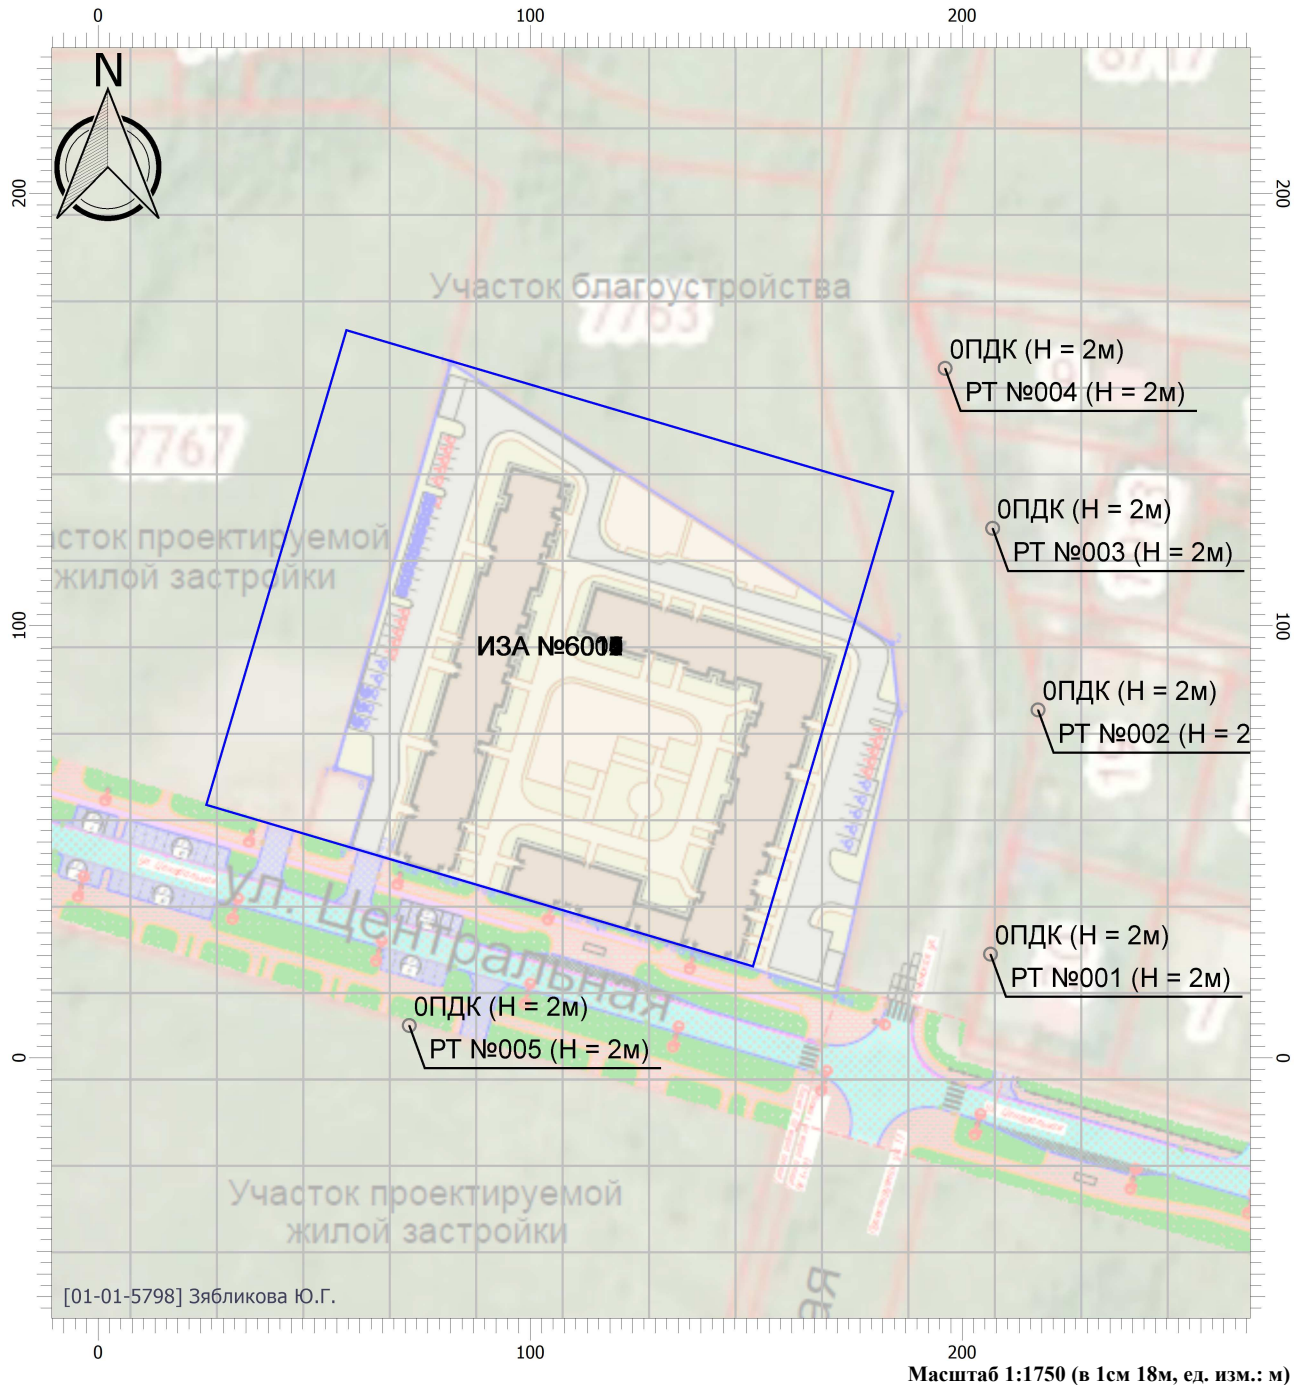 0 100 200
N
6717
200 200
Участок благоустройства
7763
0ПДК (H = 2м)
РТ №004 (H = 2м)
7767
0ПДК (H = 2м)
РТ №003 (H = 2м)
сток проектируемой
жилой застройки
100 100
ИЗА №6001
0ПДК (H = 2м)
РТ №002 (H = 2
ул. Центральная
0ПДК (H = 2м)
РТ №001 (H = 2м)
0ПДК (H = 2м)
РТ №005 (H = 2м)
0 0
Участок проектируемой
жилой застройки
ая
[01-01-5798] Зябликова Ю.Г.
0 100 200
Масштаб 1:1750 (в 1см 18м, ед. изм.: м)